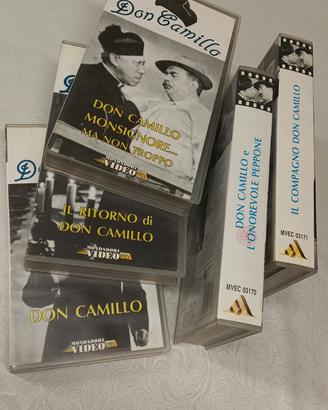 Don Camillo
DON CAMILLO
MONSIGNORE
MA NON TROPPO
MONDADORI
VIDEO
D
IL RITORNO di
DON CAMILLO
MONDADORI
VIDEO
D
DON CAMILLO
MONDADORI
VIDEO
DON CAMILLO e
L'ONOREVOLE PEPPONE
MVEC 03170
IL COMPAGNO DON CAMILLO
MVEC 03171